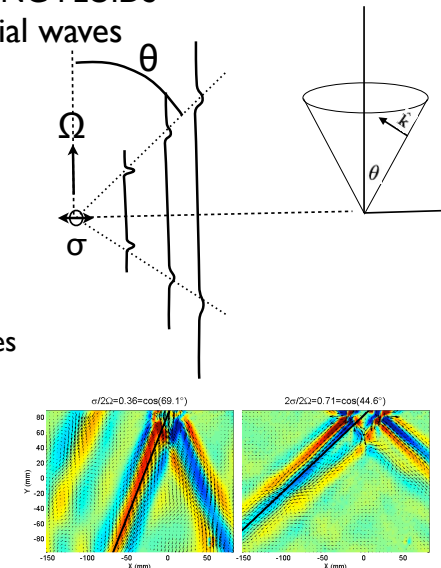 NG FLUIDS
ial waves
θ
Ω
k̂
θ
σ
es
σ/2Ω=0.36=cos(69.1°) 2σ/2Ω=0.71=cos(44.6°)
80
60
40
20
0
-20
-40
-60
-80
Y (mm)
-150 -100 -50 0 50 -150 -100 -50 0 50
X (mm) X (mm)